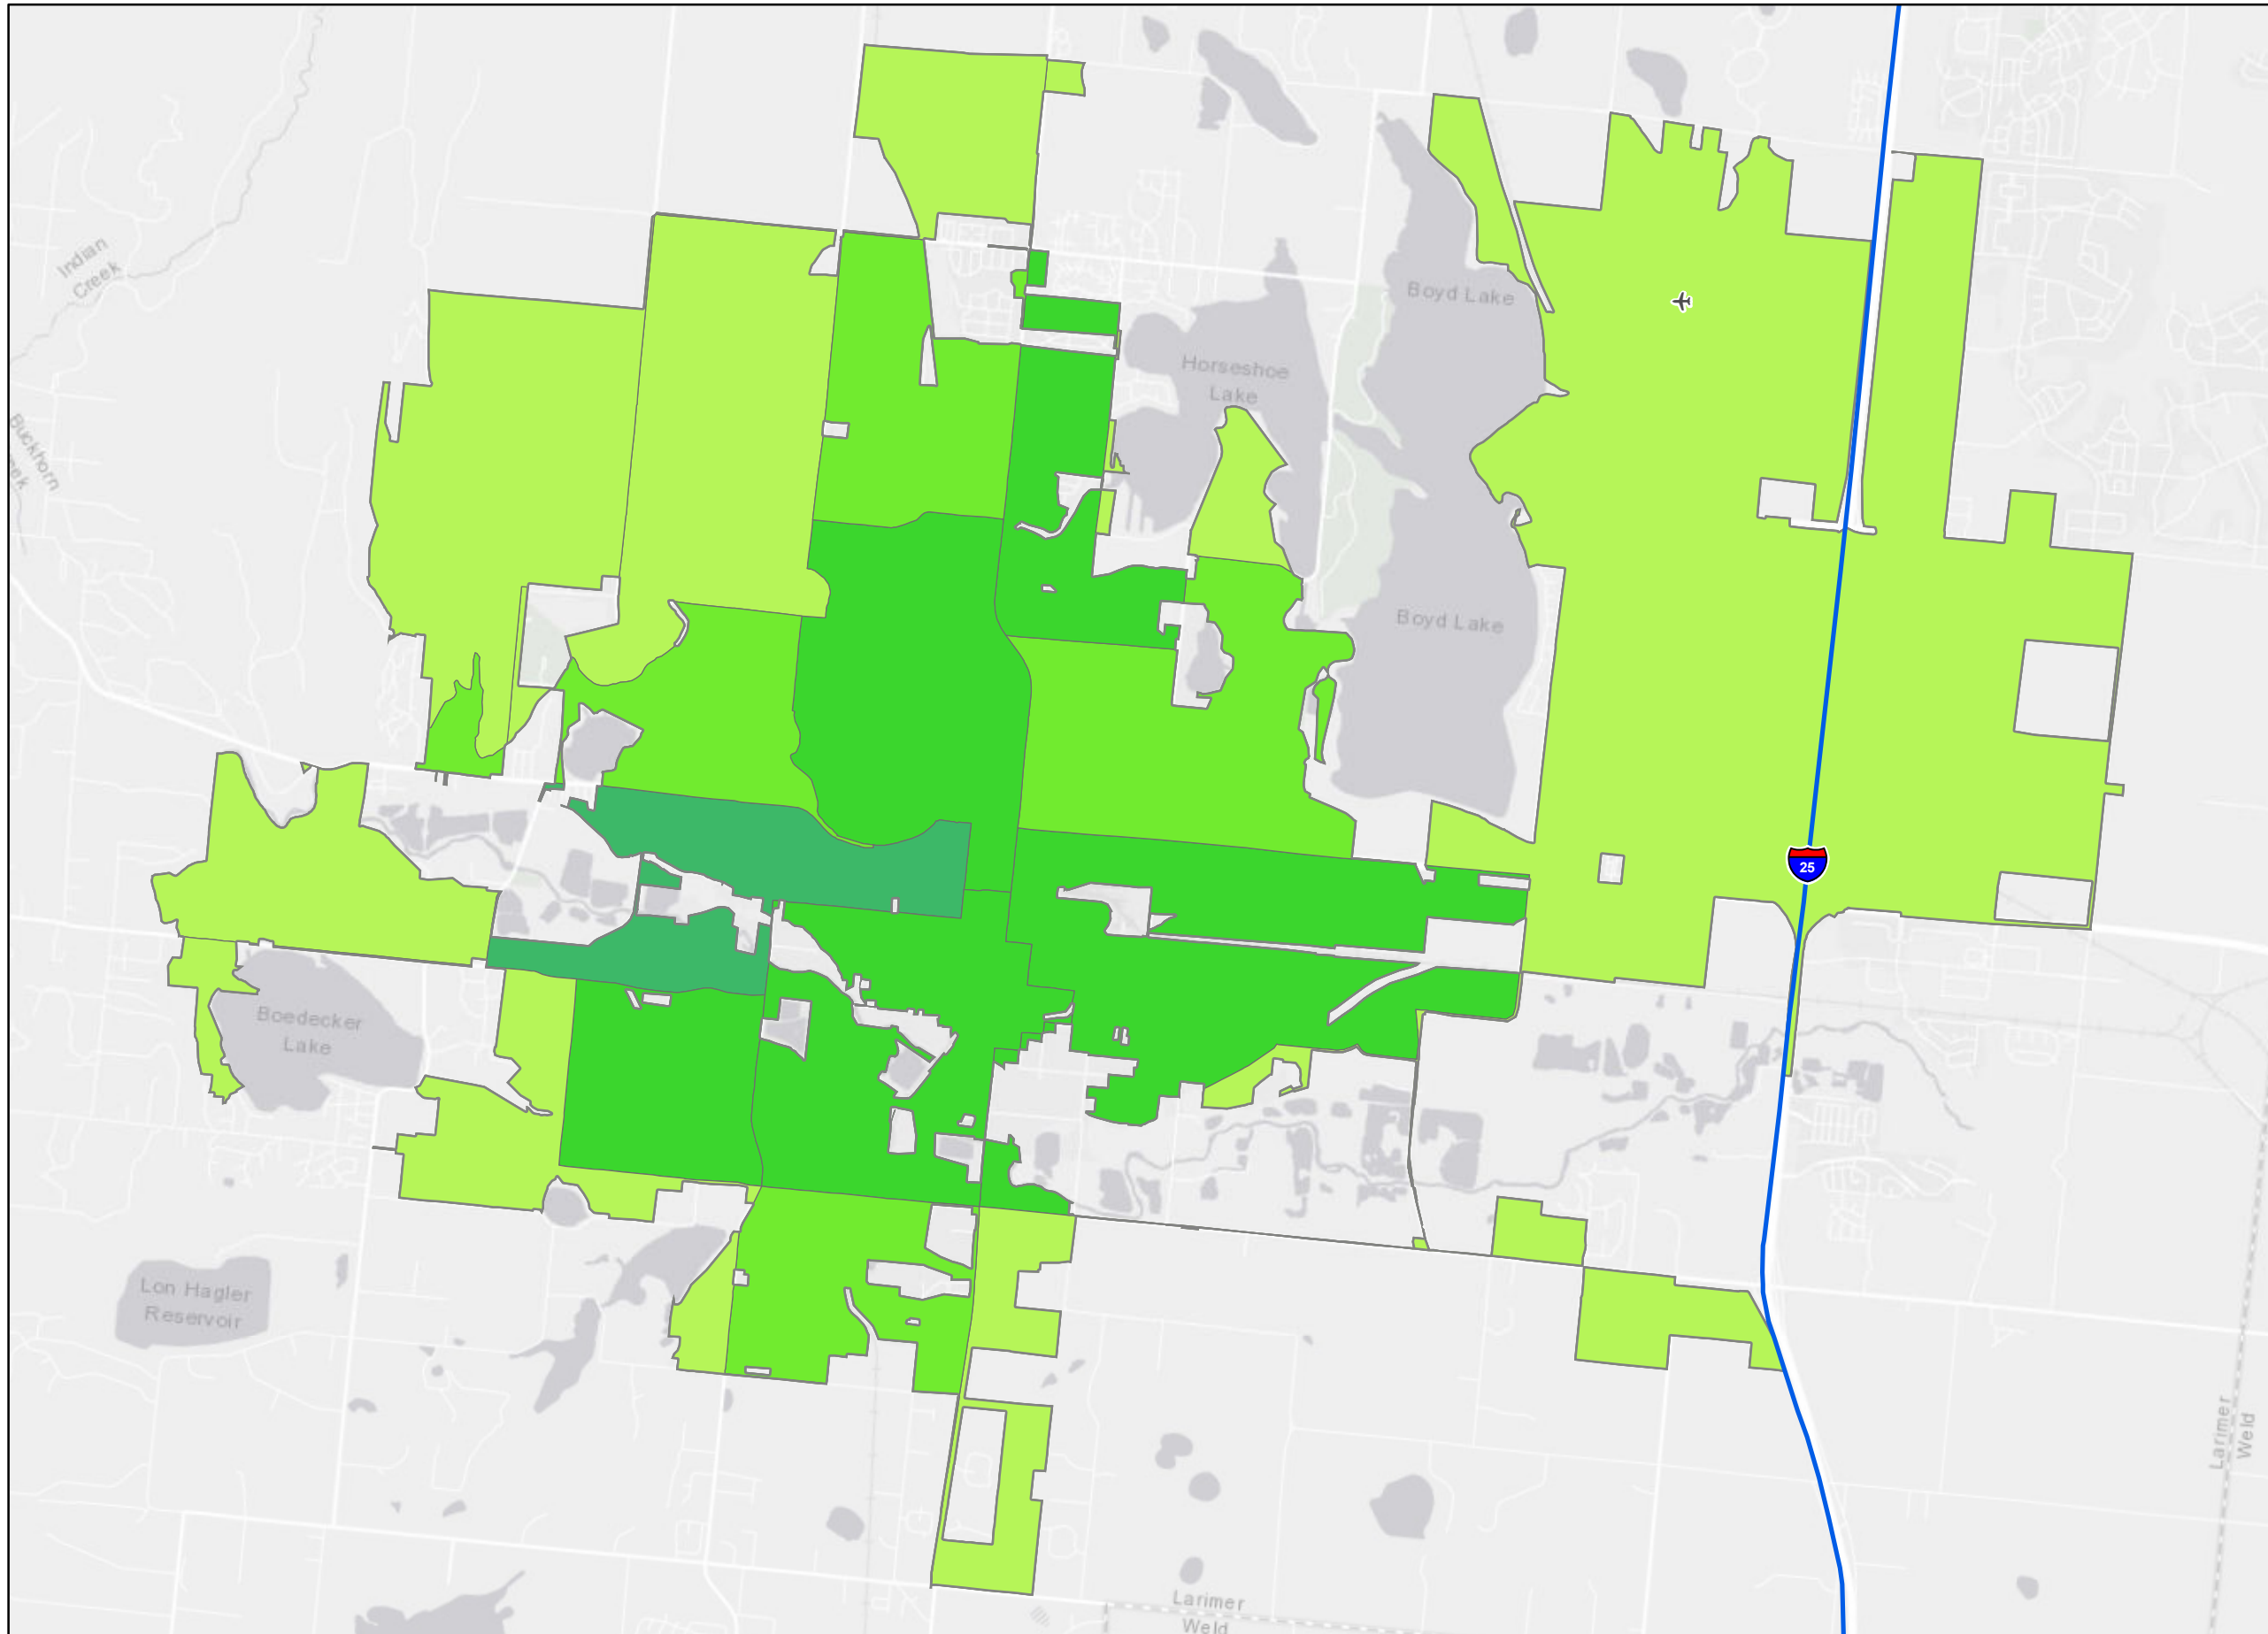 Indian
Creek
Buckhorn
Boyd Lake
Horseshoe
Lake
Boyd Lake
25
Boedecker
Lake
Lon Hagler
Reservoir
Larimer
Weld
Larimer
Weld